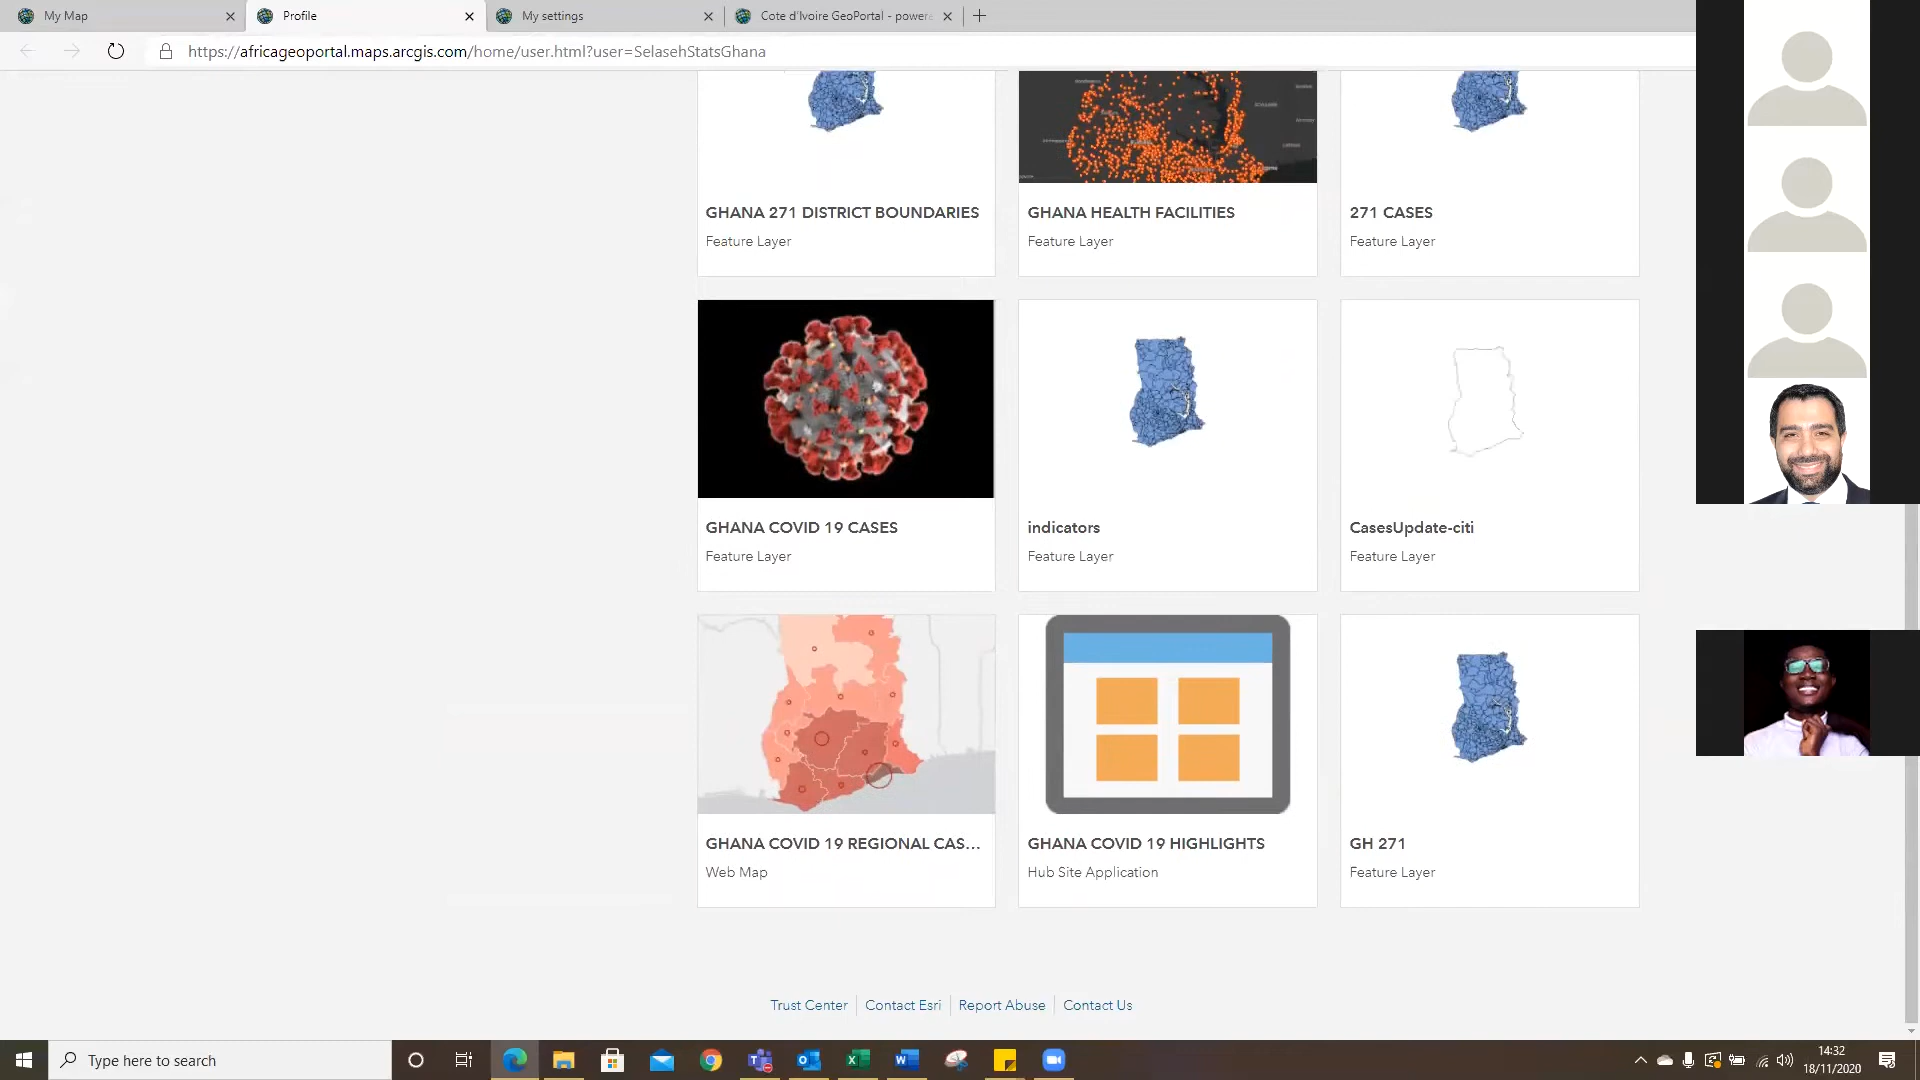 My Map
Profile
My settings
Cote d'Ivoire GeoPortal - powere
https://africageoportal.maps.arcgis.com/home/user.html?user=SelasehStatsGhana
GHANA 271 DISTRICT BOUNDARIES
Feature Layer
GHANA HEALTH FACILITIES
Feature Layer
271 CASES
Feature Layer
GHANA COVID 19 CASES
Feature Layer
indicators
Feature Layer
CasesUpdate-citi
Feature Layer
GHANA COVID 19 REGIONAL CAS...
Web Map
GHANA COVID 19 HIGHLIGHTS
Hub Site Application
GH 271
Feature Layer
Trust Center
Contact Esri
Report Abuse
Contact Us
Type here to search
14:32
18/11/2020